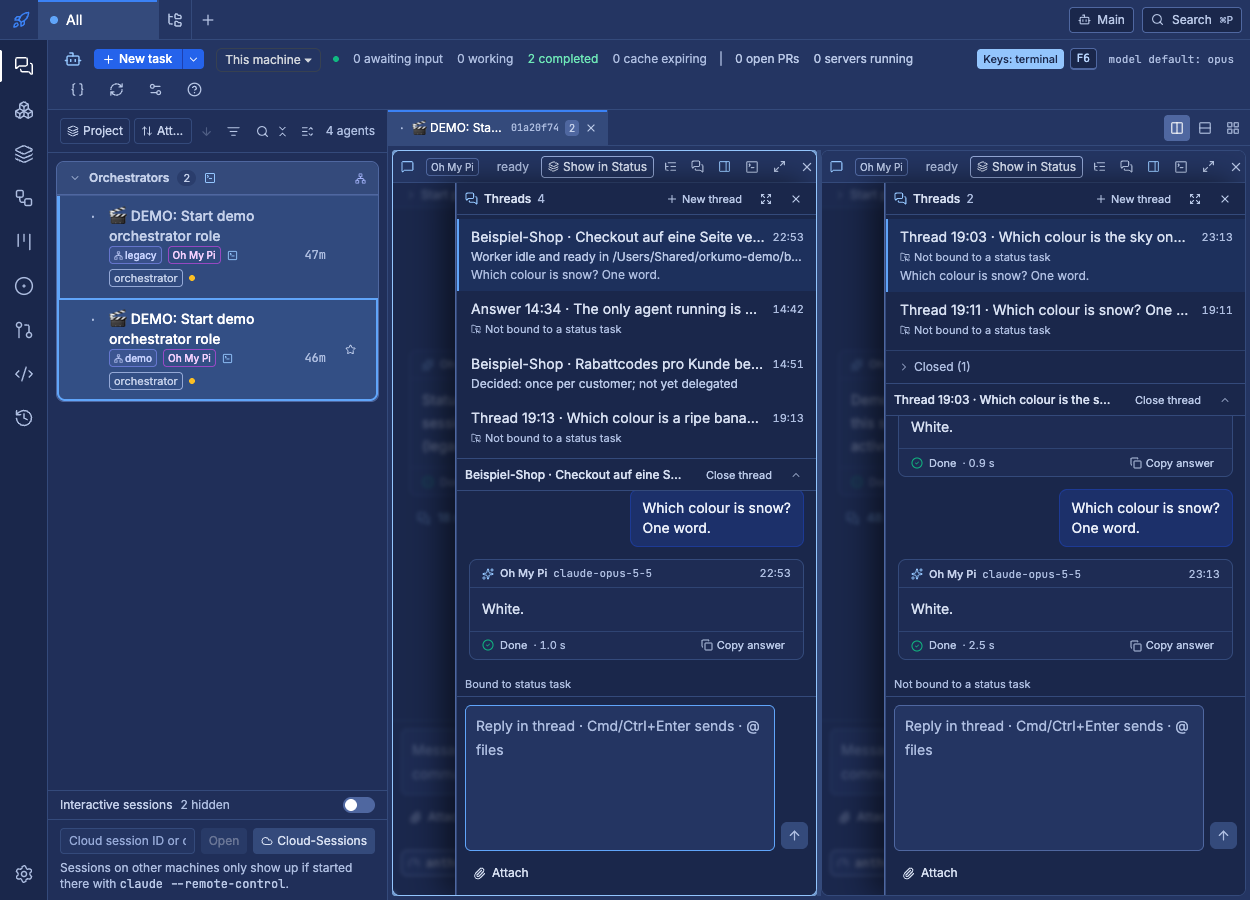 All
Main
Search ⌘P
New task
This machine
0 awaiting input
0 working
2 completed
0 cache expiring
0 open PRs
0 servers running
Keys: terminal
F6
model default: opus
Project
Att...
4 agents
Orchestrators 2
🎬 DEMO: Start demo
orchestrator role
legacy
Oh My Pi
47m
orchestrator
🎬 DEMO: Start demo
orchestrator role
demo
Oh My Pi
46m
orchestrator
Interactive sessions 2 hidden
Cloud session ID or
Open
Cloud-Sessions
Sessions on other machines only show up if started
there with claude --remote-control.
🎬 DEMO: Sta... 01a20f74 2
Oh My Pi
ready
Show in Status
Threads 4
+ New thread
Beispiel-Shop · Checkout auf eine Seite ve... 22:53
Worker idle and ready in /Users/Shared/orkumo-demo/b...
Which colour is snow? One word.
Answer 14:34 · The only agent running is ... 14:42
Not bound to a status task
Beispiel-Shop · Rabattcodes pro Kunde be... 14:51
Decided: once per customer; not yet delegated
Thread 19:13 · Which colour is a ripe bana... 19:13
Not bound to a status task
Beispiel-Shop · Checkout auf eine S...
Close thread
Which colour is snow?
One word.
Oh My Pi claude-opus-5-5 22:53
White.
Done · 1.0 s
Copy answer
Bound to status task
Reply in thread · Cmd/Ctrl+Enter sends · @
files
Attach
Oh My Pi
ready
Show in Status
Threads 2
+ New thread
Thread 19:03 · Which colour is the sky on... 23:13
Not bound to a status task
Which colour is snow? One word.
Thread 19:11 · Which colour is snow? One ... 19:11
Not bound to a status task
Closed (1)
Thread 19:03 · Which colour is the s...
Close thread
White.
Done · 0.9 s
Copy answer
Which colour is snow?
One word.
Oh My Pi claude-opus-5-5 23:13
White.
Done · 2.5 s
Copy answer
Not bound to a status task
Reply in thread · Cmd/Ctrl+Enter sends · @
files
Attach